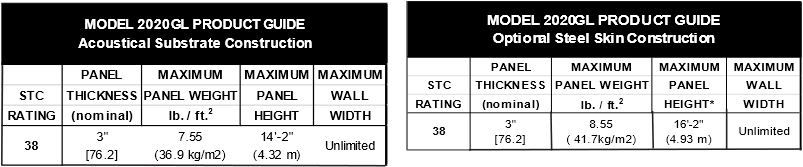 MODEL 2020GL PRODUCT GUIDE
Acoustical Substrate Construction
PANEL MAXIMUM MAXIMUM MAXIMUM
STC THICKNESS PANEL WEIGHT PANEL WALL
RATING (nominal) lb. / ft.2 HEIGHT WIDTH
38 3" 7.55 14'-2" Unlimited
[76.2] (36.9 kg/m2) (4.32 m)
MODEL 2020GL PRODUCT GUIDE
Optional Steel Skin Construction
PANEL MAXIMUM MAXIMUM MAXIMUM
STC THICKNESS PANEL WEIGHT PANEL WALL
RATING (nominal) lb. / ft.2 HEIGHT* WIDTH
38 3" 8.55 16'-2" Unlimited
[76.2] ( 41.7kg/m2) (4.93 m)